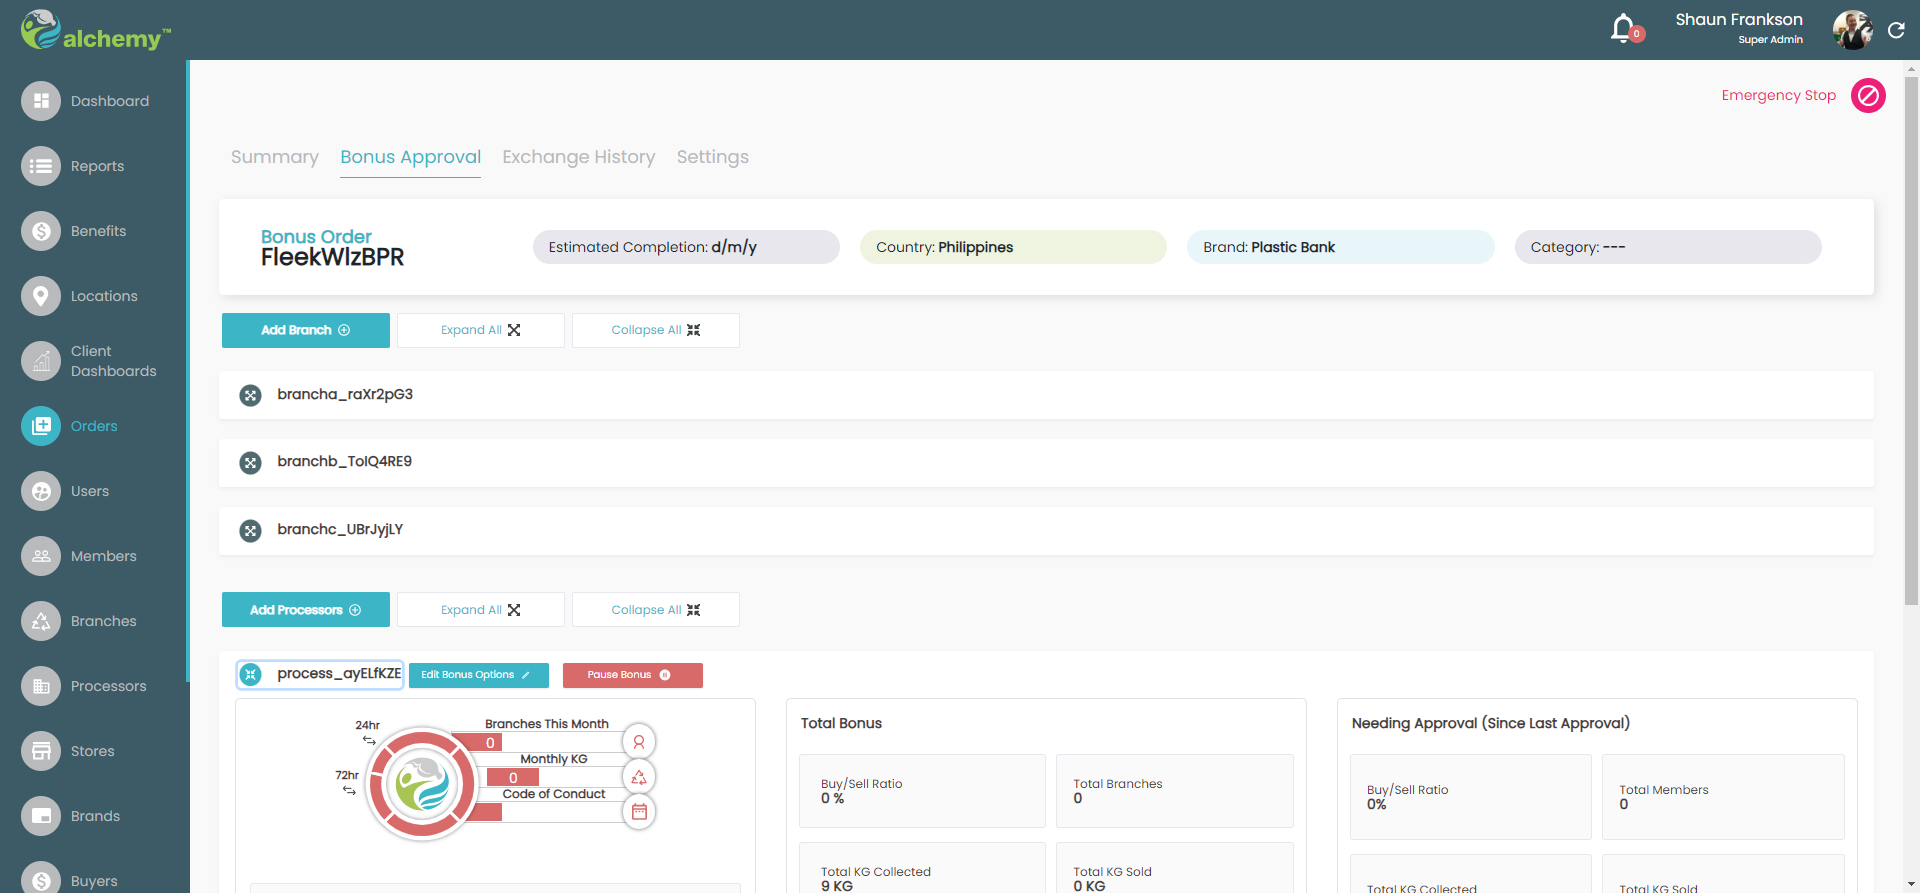 alchemy™
0
Shaun Frankson
Super Admin
Dashboard
Reports
Benefits
Locations
Client
Dashboards
Orders
Users
Members
Branches
Processors
Stores
Brands
Buyers
Emergency Stop
Summary Bonus Approval Exchange History Settings
Bonus Order
FleekWlzBPR
Estimated Completion: d/m/y
Country: Philippines
Brand: Plastic Bank
Category: ---
Add Branch Expand All Collapse All
brancha_raXr2pG3
branchb_ToIQ4RE9
branchc_UBrJyjLY
Add Processors Expand All Collapse All
process_ayELfKZE Edit Bonus Options Pause Bonus
24hr
72hr
Branches This Month
0
Monthly KG
0
Code of Conduct
Total Bonus
Buy/Sell Ratio
0 %
Total Branches
0
Total KG Collected
9 KG
Total KG Sold
0 KG
Needing Approval (Since Last Approval)
Buy/Sell Ratio
0%
Total Members
0
Total KG Collected
Total KG Sold